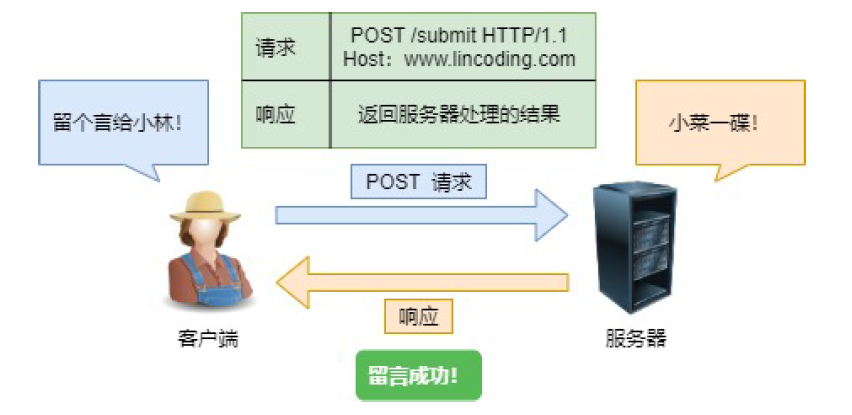 请求
POST /submit HTTP/1.1
Host：www.lincoding.com
响应
返回服务器处理的结果
留个言给小林！
小菜一碟！
POST 请求
响应
客户端
服务器
留言成功！